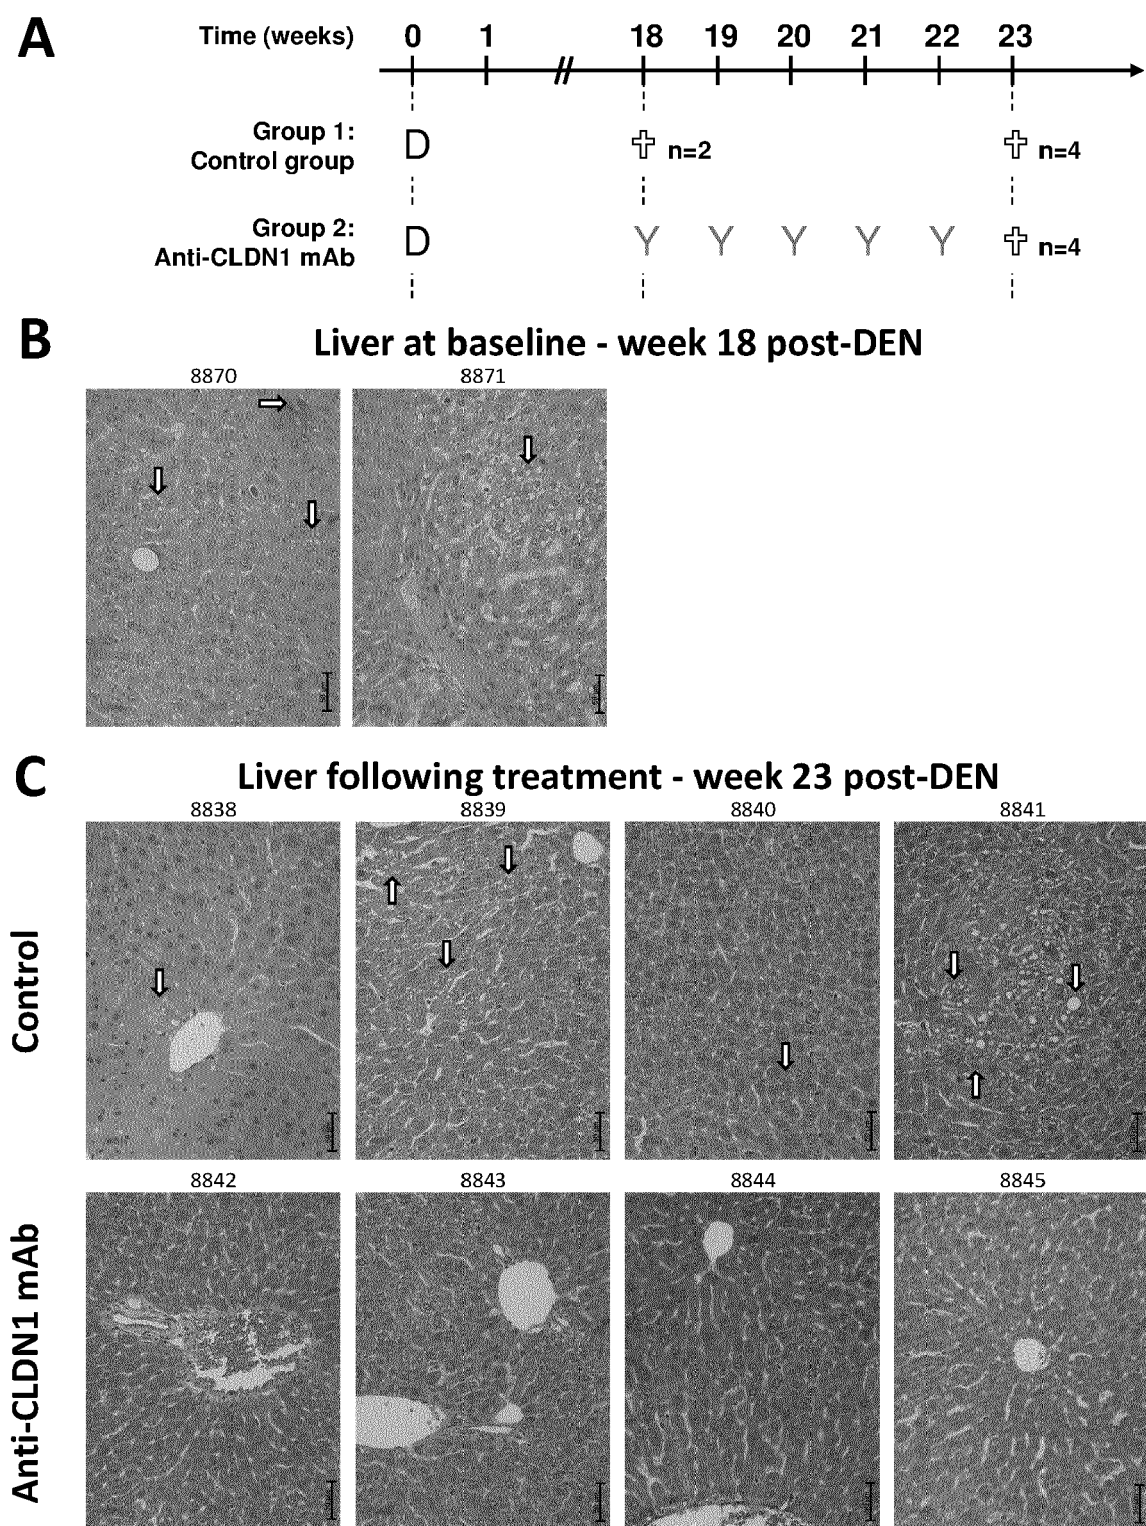 A
Time (weeks) 0 1 18 19 20 21 22 23
Group 1:
Control group
D n=2 n=4
Group 2:
Anti-CLDN1 mAb
D Y Y Y Y Y n=4
B
Liver at baseline - week 18 post-DEN
8870 8871
C
Liver following treatment - week 23 post-DEN
8838 8839 8840 8841
Control
8842 8843 8844 8845
Anti-CLDN1 mAb